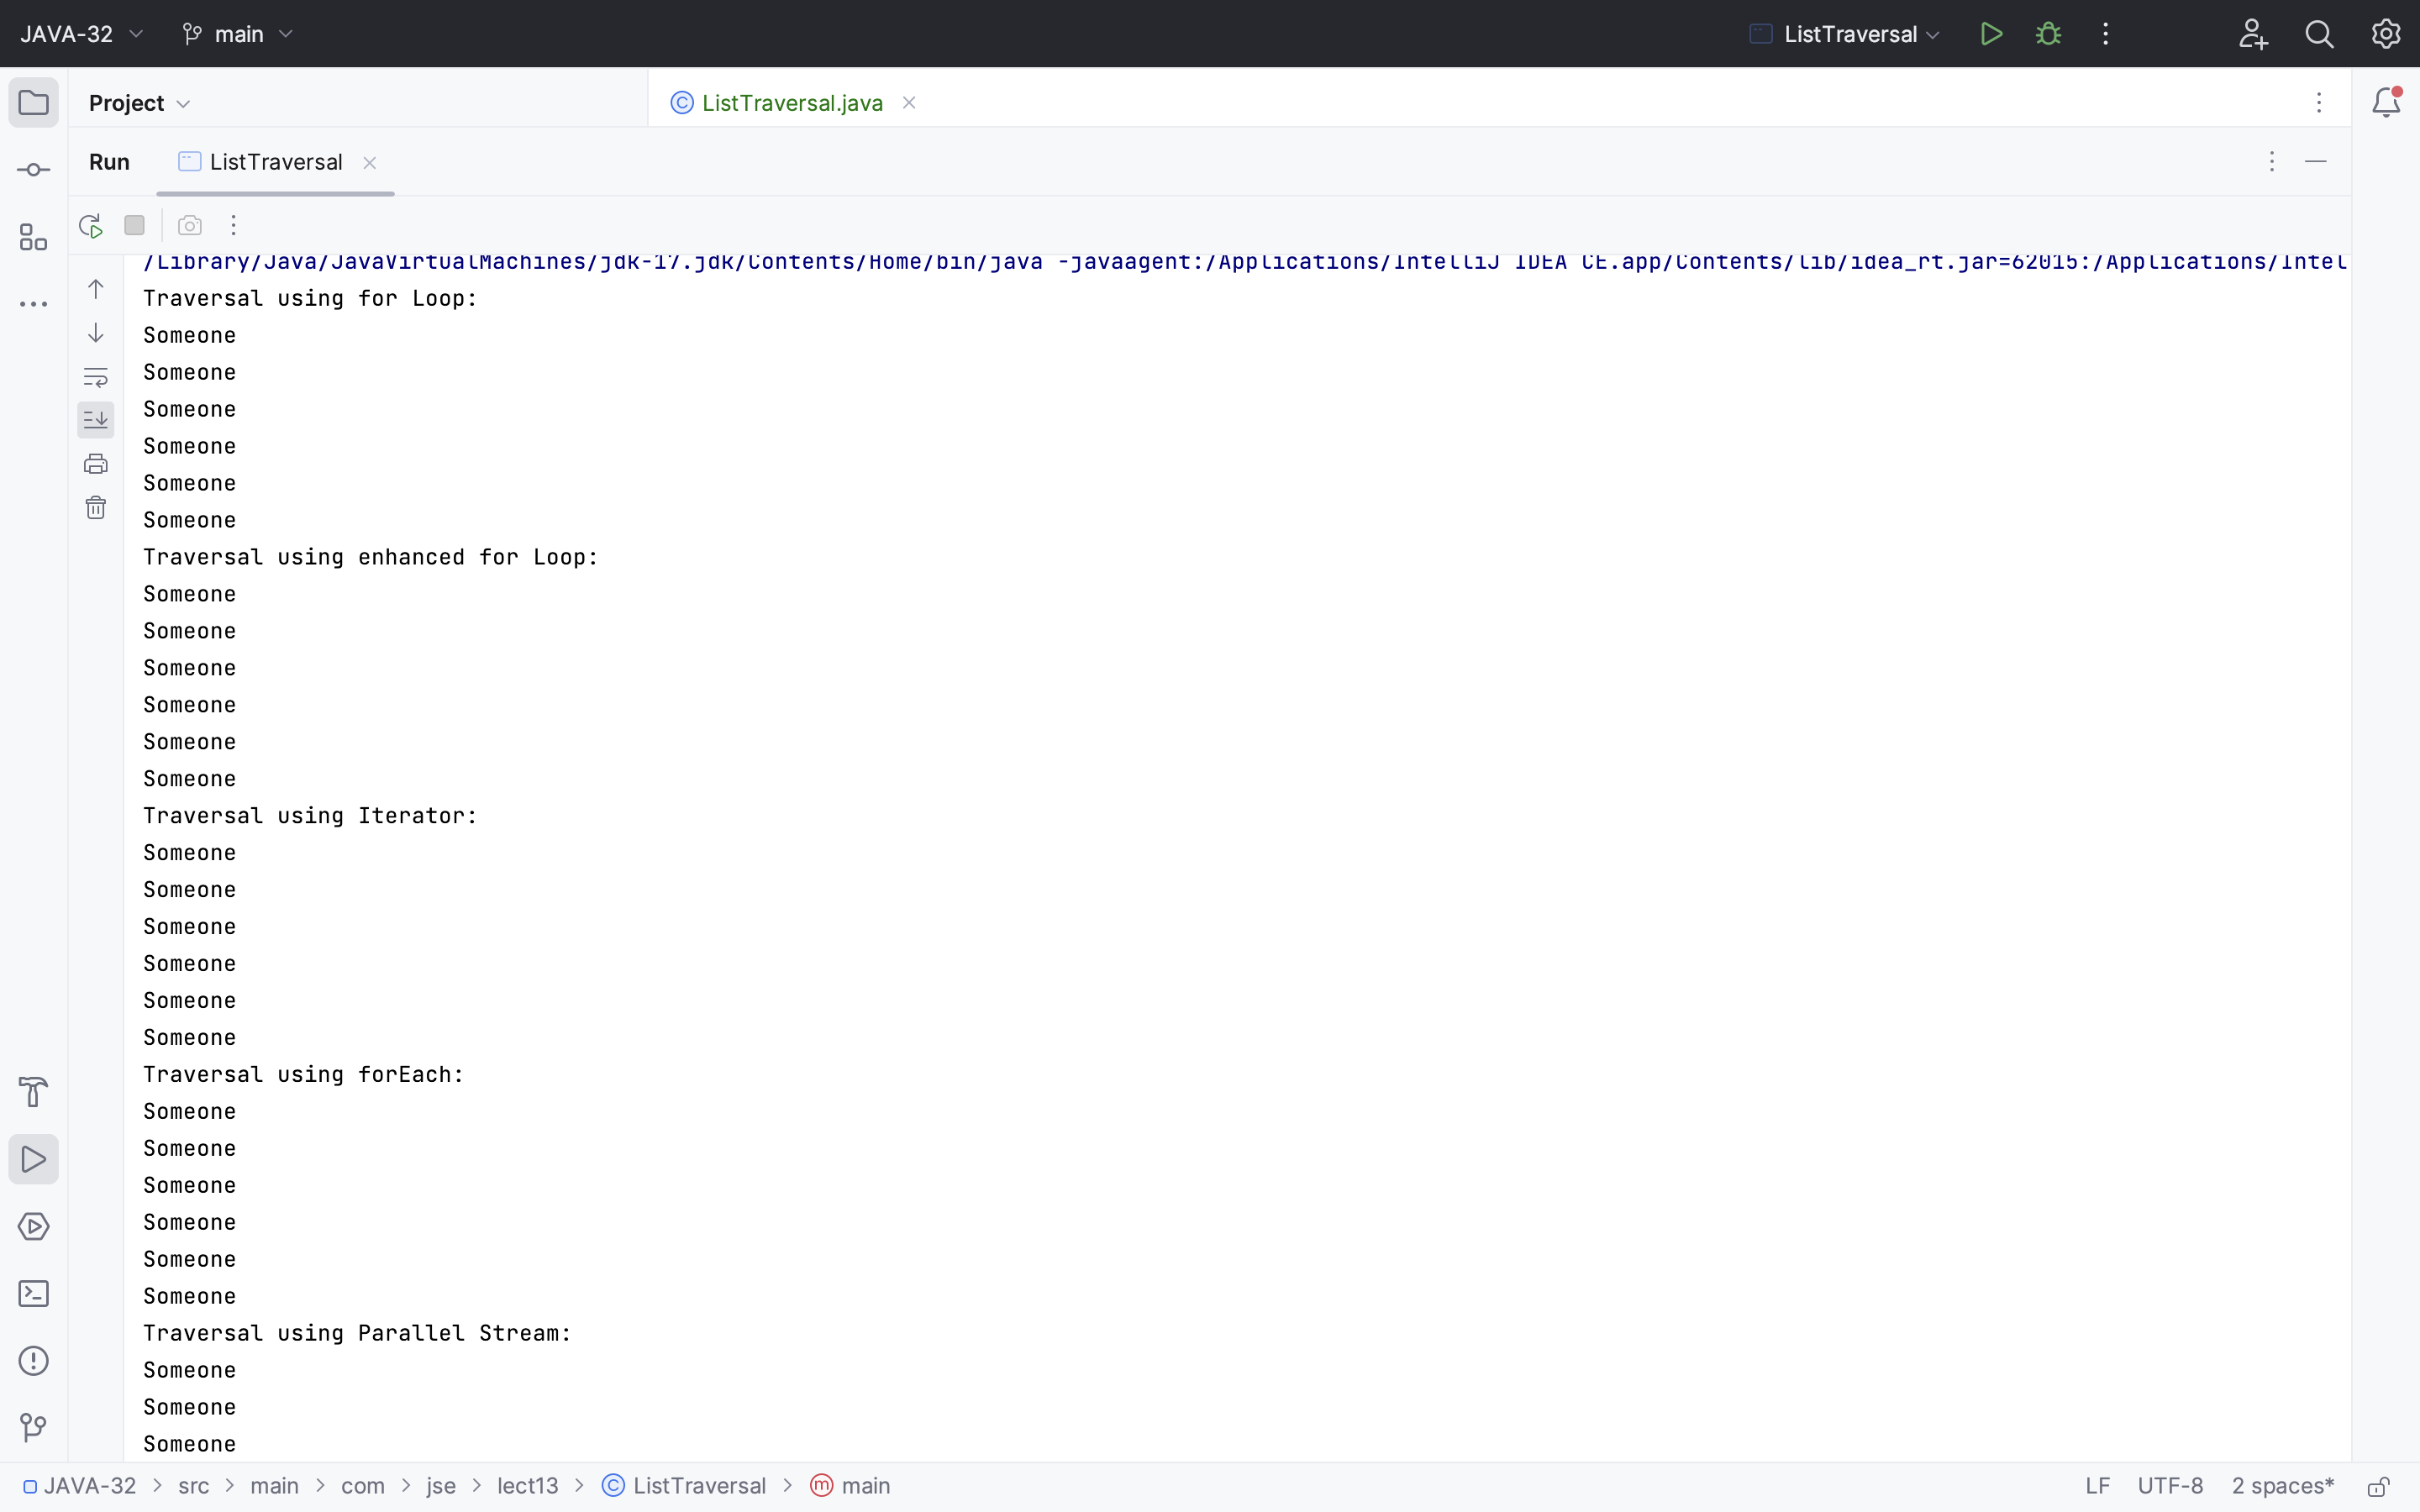 JAVA-32 main ListTraversal
Project ListTraversal.java
Run ListTraversal
/Library/Java/JavaVirtualMachines/jdk-17.jdk/Contents/Home/bin/java -javaagent:/Applications/IntelliJ IDEA CE.app/Contents/lib/idea_rt.jar=62015:/Applications/Intel
Traversal using for Loop:
Someone
Someone
Someone
Someone
Someone
Someone
Traversal using enhanced for Loop:
Someone
Someone
Someone
Someone
Someone
Someone
Traversal using Iterator:
Someone
Someone
Someone
Someone
Someone
Someone
Traversal using forEach:
Someone
Someone
Someone
Someone
Someone
Someone
Traversal using Parallel Stream:
Someone
Someone
Someone
JAVA-32 > src > main > com > jse > lect13 > ListTraversal > main LF UTF-8 2 spaces*